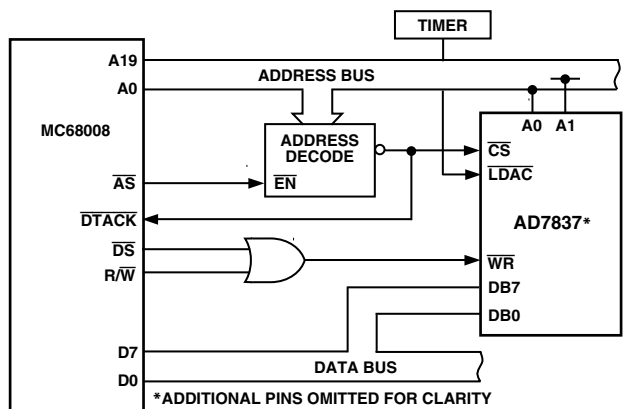 TIMER
A19
ADDRESS BUS
A0
A0 A1
MC68008
ADDRESS
DECODE
CS
LDAC
AS
EN
AD7837*
DTACK
DS
WR
R/W
DB7
DB0
D7
DATA BUS
D0
*ADDITIONAL PINS OMITTED FOR CLARITY